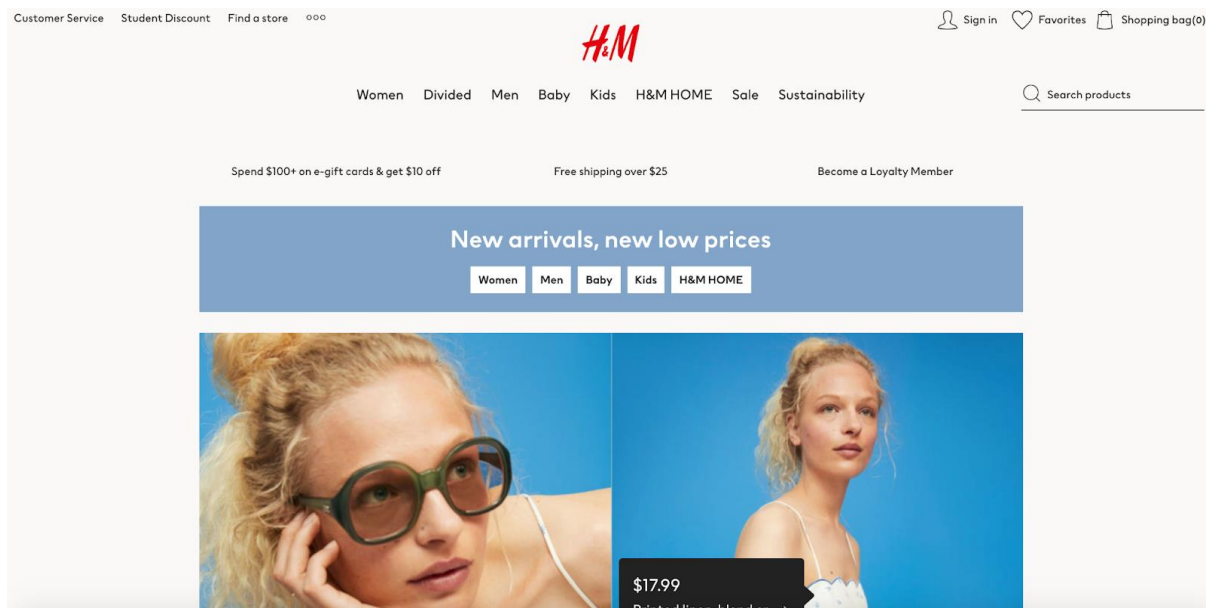 Customer Service Student Discount Find a store
Sign in Favorites Shopping bag(0)
H&M
Women Divided Men Baby Kids H&M HOME Sale Sustainability
Search products
Spend $100+ on e-gift cards & get $10 off Free shipping over $25 Become a Loyalty Member
New arrivals, new low prices
Women Men Baby Kids H&M HOME
$17.99